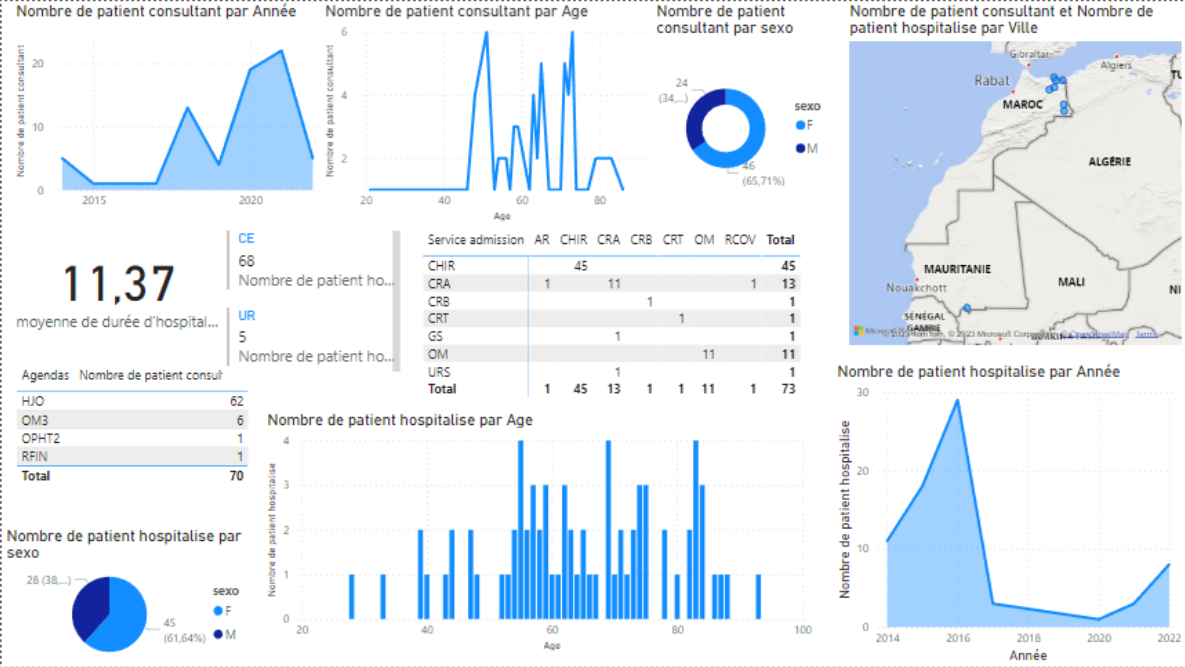 Nombre de patient consultant par Année
20
10
0
2015
2020
Nombre de patient consultant
Nombre de patient consultant par Age
6
4
2
20
40
60
80
Age
Nombre de patient consultant
Nombre de patient
consultant par sexo
24
(34,...)
46
(65,71%)
sexo
F
M
Nombre de patient consultant et Nombre de
patient hospitalise par Ville
Gibraltar
Algiers
Rabat
MAROC
ALGÉRIE
MAURITANIE
MALI
Nouakchott
SÉNÉGAL
GAMBIE
TU
NI
© 2023 TomTom, © 2023 Microsoft Corporation, © OpenStreetMap Terms
11,37
moyenne de durée d'hospital...
CE
68
Nombre de patient ho...
UR
5
Nombre de patient ho...
Service admission AR CHIR CRA CRB CRT OM RCOV Total
CHIR 45 45
CRA 1 11 1 13
CRB 1 1
CRT 1 1
GS 1 1
OM 11 11
URS 1 1
Total 1 45 13 1 1 11 1 73
Agendas Nombre de patient consul
HJO 62
OM3 6
OPHT2 1
RFIN 1
Total 70
Nombre de patient hospitalise par Age
4
3
2
1
0
20
40
60
80
100
Age
Nombre de patient hospitalise
Nombre de patient hospitalise par Année
30
20
10
0
2014
2016
2018
2020
2022
Année
Nombre de patient hospitalise
Nombre de patient hospitalise par
sexo
28 (38,...)
45
(61,64%)
sexo
F
M